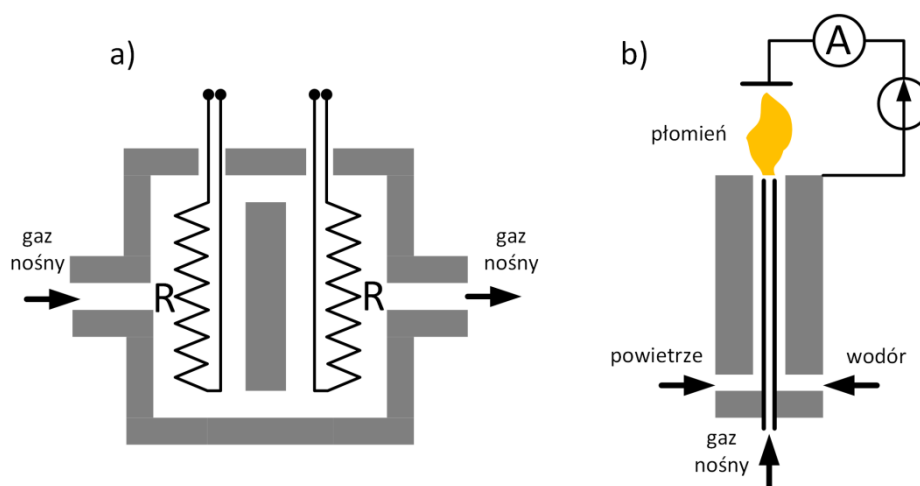 a)
gaz
nośny
R
R
gaz
nośny
b)
A
płomień
powietrze
wodór
gaz
nośny